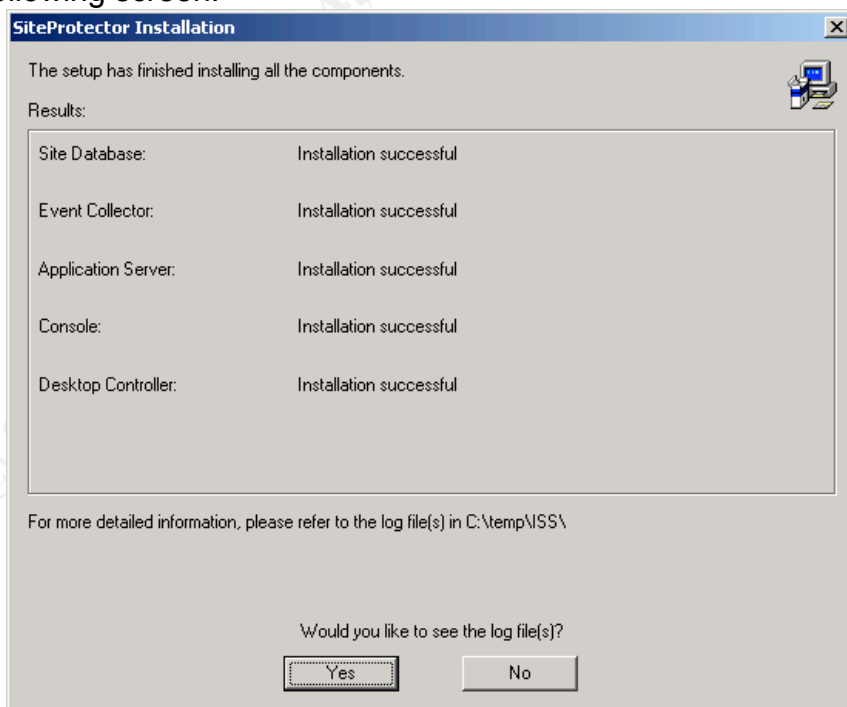 llowing screen:
SiteProtector Installation
The setup has finished installing all the components.
Results:
Site Database: Installation successful
Event Collector: Installation successful
Application Server: Installation successful
Console: Installation successful
Desktop Controller: Installation successful
For more detailed information, please refer to the log file(s) in C:\temp\ISS\
Would you like to see the log file(s)?
Yes No